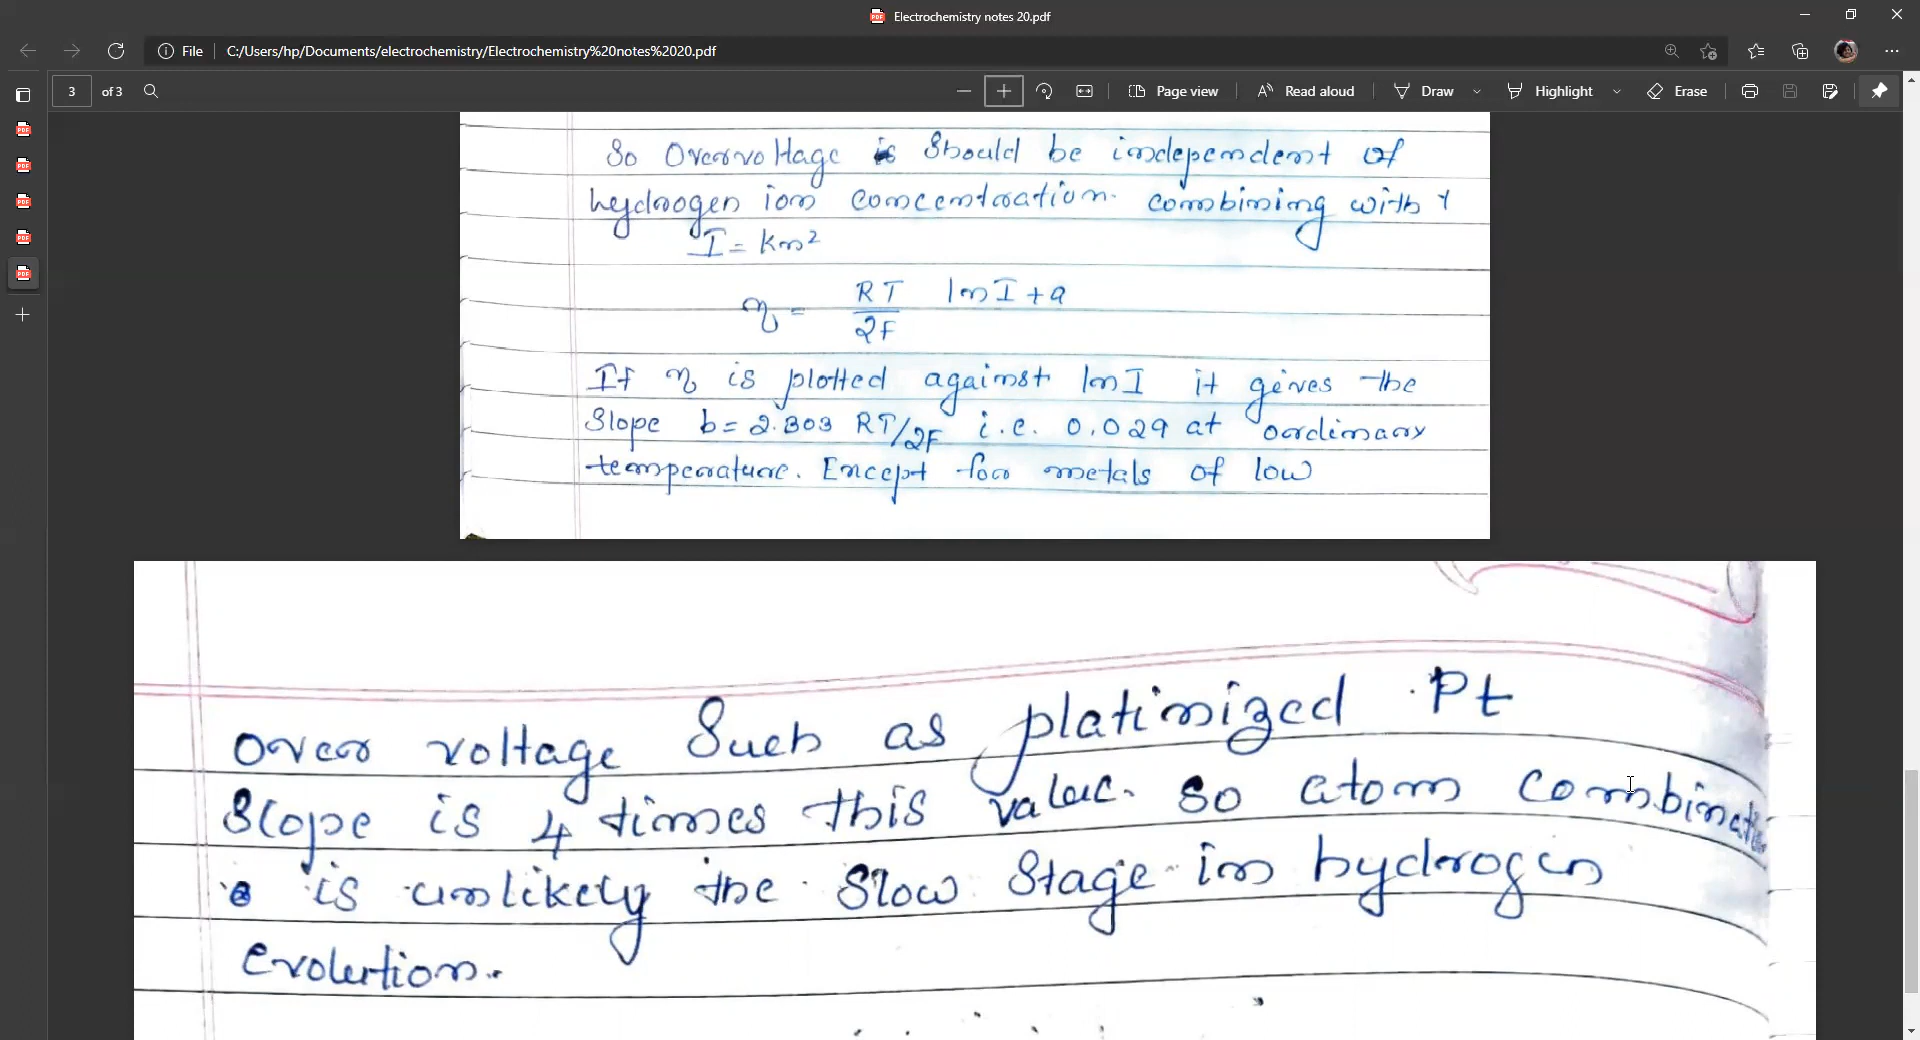 Electrochemistry notes 20.pdf
File C:/Users/hp/Documents/electrochemistry/Electrochemistry%20notes%2020.pdf
3 of 3 Page view Read aloud Draw Highlight Erase
So Overvoltage should be independent of
hydrogen ion concentration. combining with
I = kn²
η = RT/2F ln I + a
If η is plotted against ln I it gives the
Slope b = 2.303 RT/2F i.e. 0.029 at ordinary
temperature. Except for metals of low
over voltage Such as platinized Pt
Slope is 4 times this value. So atom
is unlikely the Slow Stage in hydrogen
evolution.